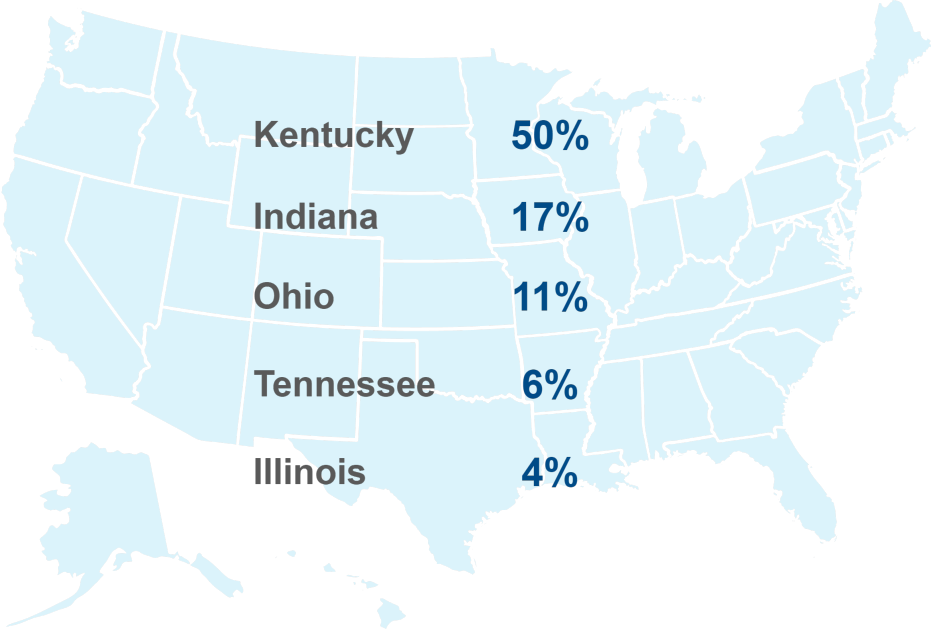 Kentucky 50%
Indiana 17%
Ohio 11%
Tennessee 6%
Illinois 4%